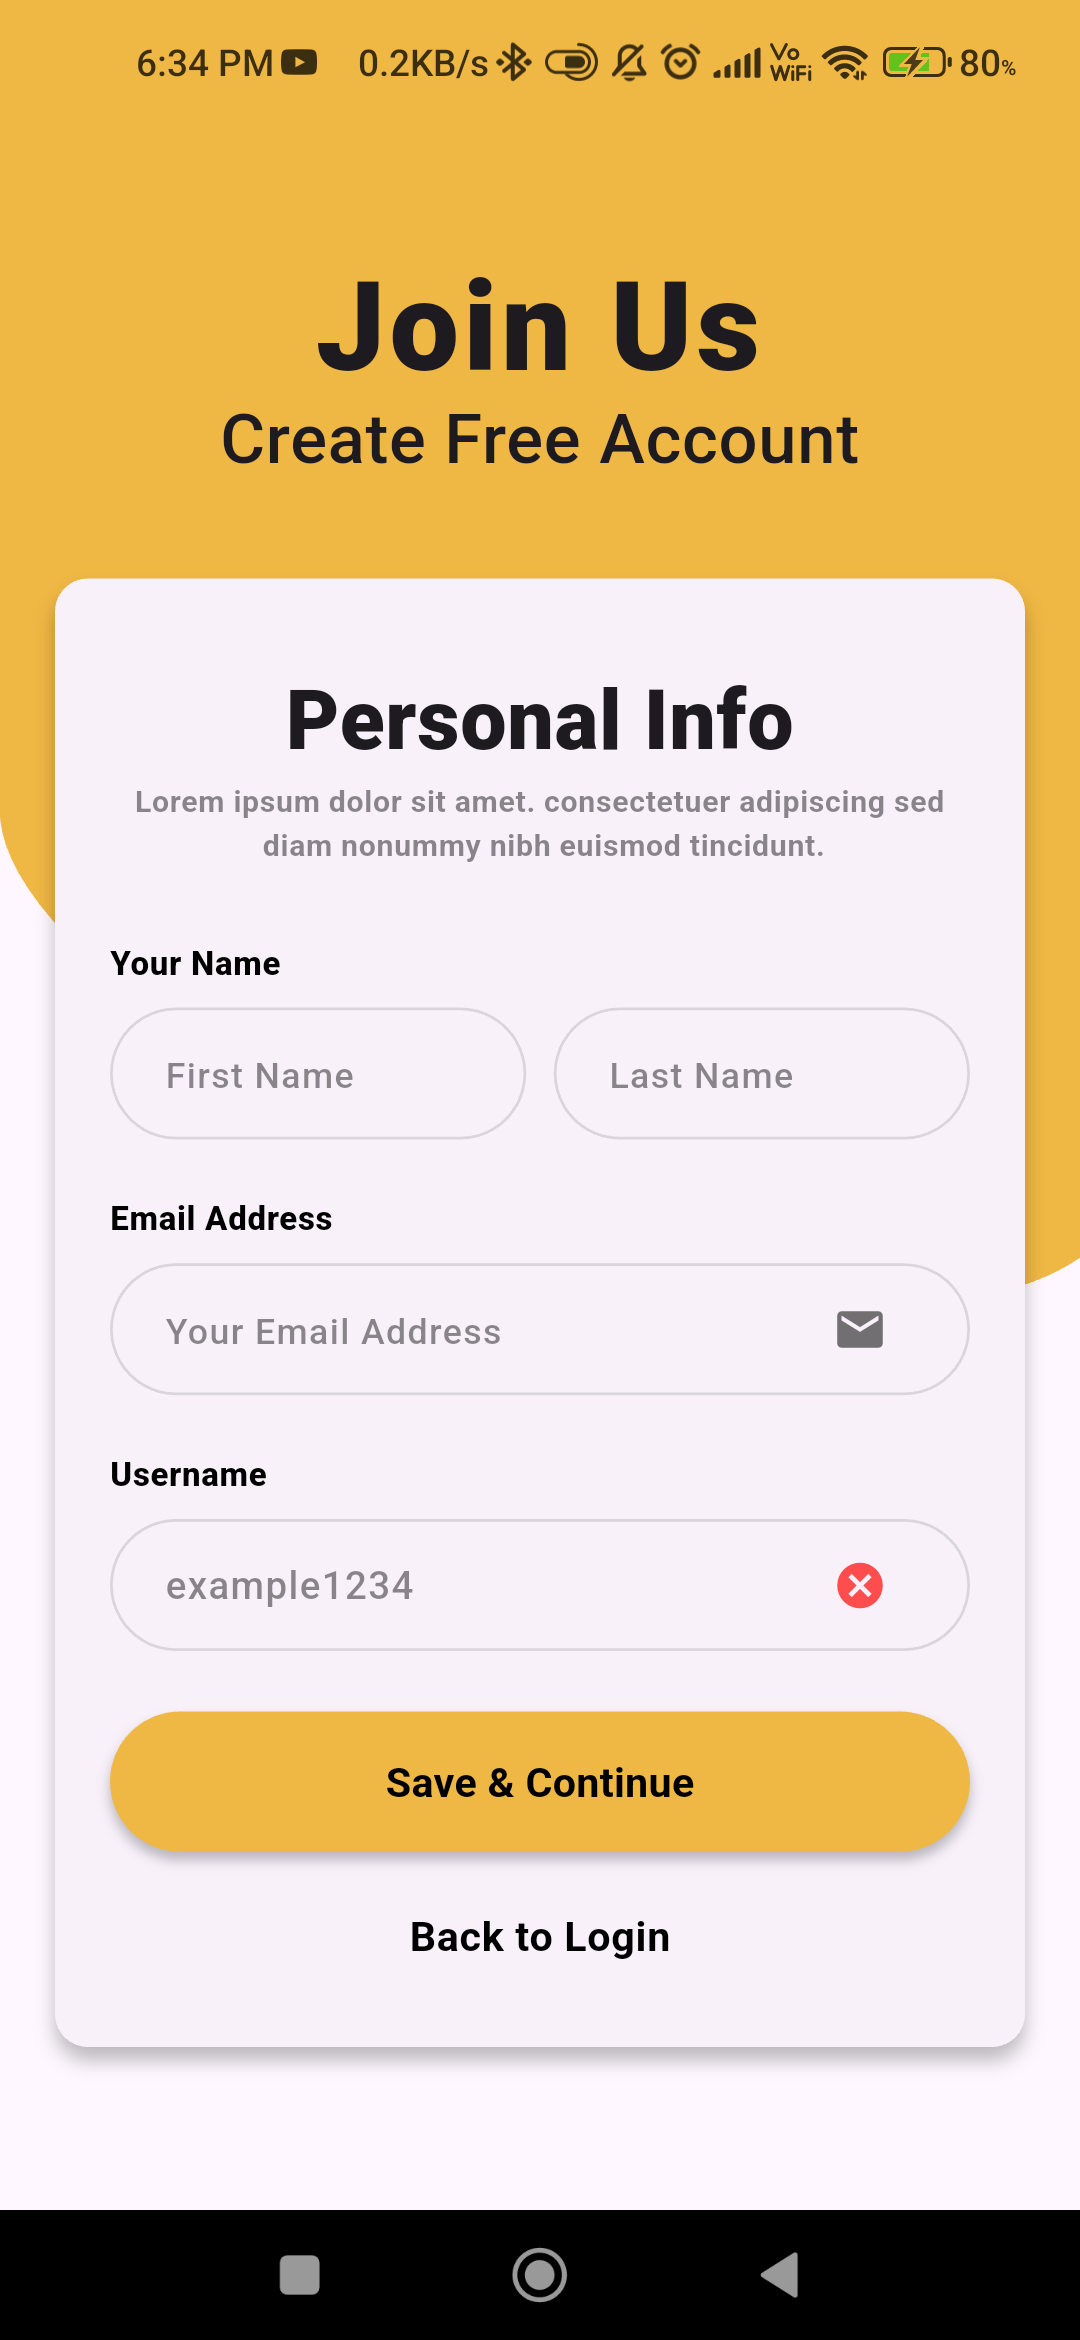 6:34 PM 0.2KB/s Vo WiFi 80%
Join Us
Create Free Account
Personal Info
Lorem ipsum dolor sit amet. consectetuer adipiscing sed
diam nonummy nibh euismod tincidunt.
Your Name
First Name Last Name
Email Address
Your Email Address
Username
example1234
Save & Continue
Back to Login